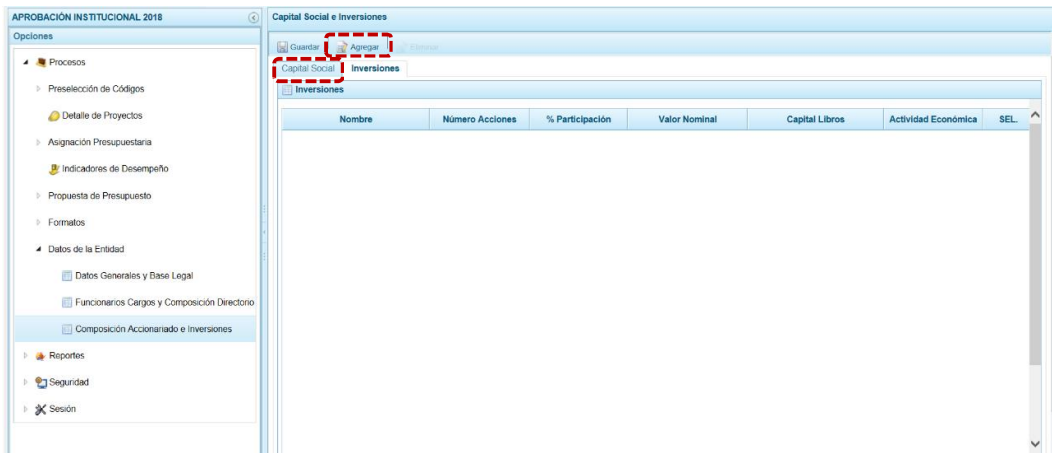 APROBACIÓN INSTITUCIONAL 2018
Opciones
Procesos
Preselección de Códigos
Detalle de Proyectos
Asignación Presupuestaria
Indicadores de Desempeño
Propuesta de Presupuesto
Formatos
Datos de la Entidad
Datos Generales y Base Legal
Funcionarios Cargos y Composición Directorio
Composición Accionariado e Inversiones
Reportes
Seguridad
Sesión
Capital Social e Inversiones
Guardar Agregar Eliminar
Capital Social Inversiones
Inversiones
Nombre Número Acciones % Participación Valor Nominal Capital Libros Actividad Económica SEL.